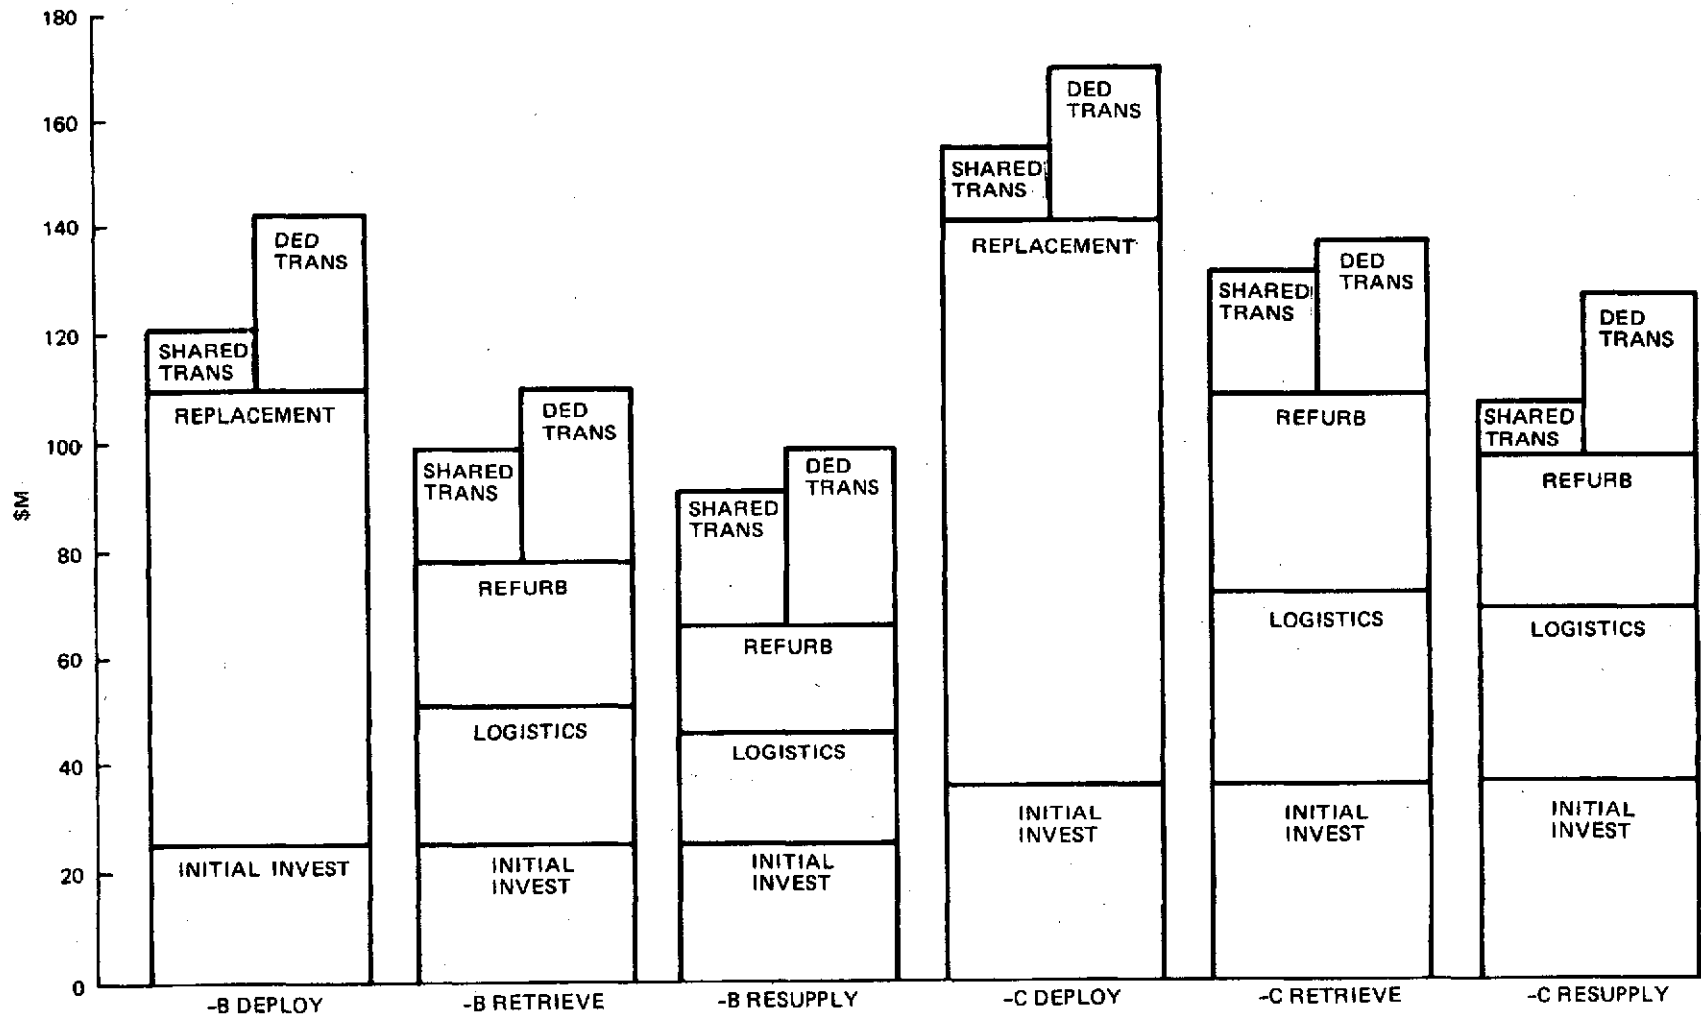 180
160
140
120
100
80
60
40
20
0
$M
SHARED
TRANS
DED
TRANS
REPLACEMENT
INITIAL INVEST
-B DEPLOY
SHARED
TRANS
DED
TRANS
REFURB
LOGISTICS
INITIAL
INVEST
-B RETRIEVE
SHARED
TRANS
DED
TRANS
REFURB
LOGISTICS
INITIAL
INVEST
-B RESUPPLY
SHARED
TRANS
DED
TRANS
REPLACEMENT
INITIAL
INVEST
-C DEPLOY
SHARED
TRANS
DED
TRANS
REFURB
LOGISTICS
INITIAL
INVEST
-C RETRIEVE
SHARED
TRANS
DED
TRANS
REFURB
LOGISTICS
INITIAL
INVEST
-C RESUPPLY